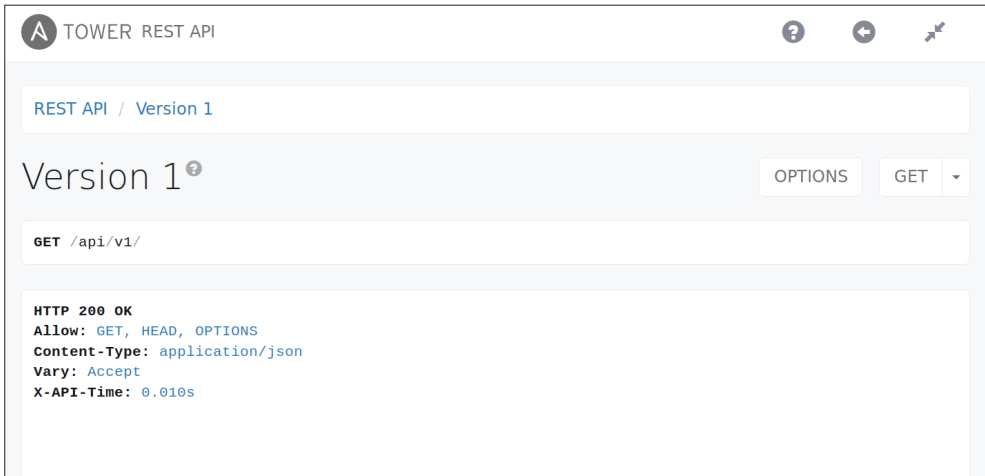 TOWER REST API
REST API / Version 1
Version 1
OPTIONS
GET
GET /api/v1/
HTTP 200 OK
Allow: GET, HEAD, OPTIONS
Content-Type: application/json
Vary: Accept
X-API-Time: 0.010s